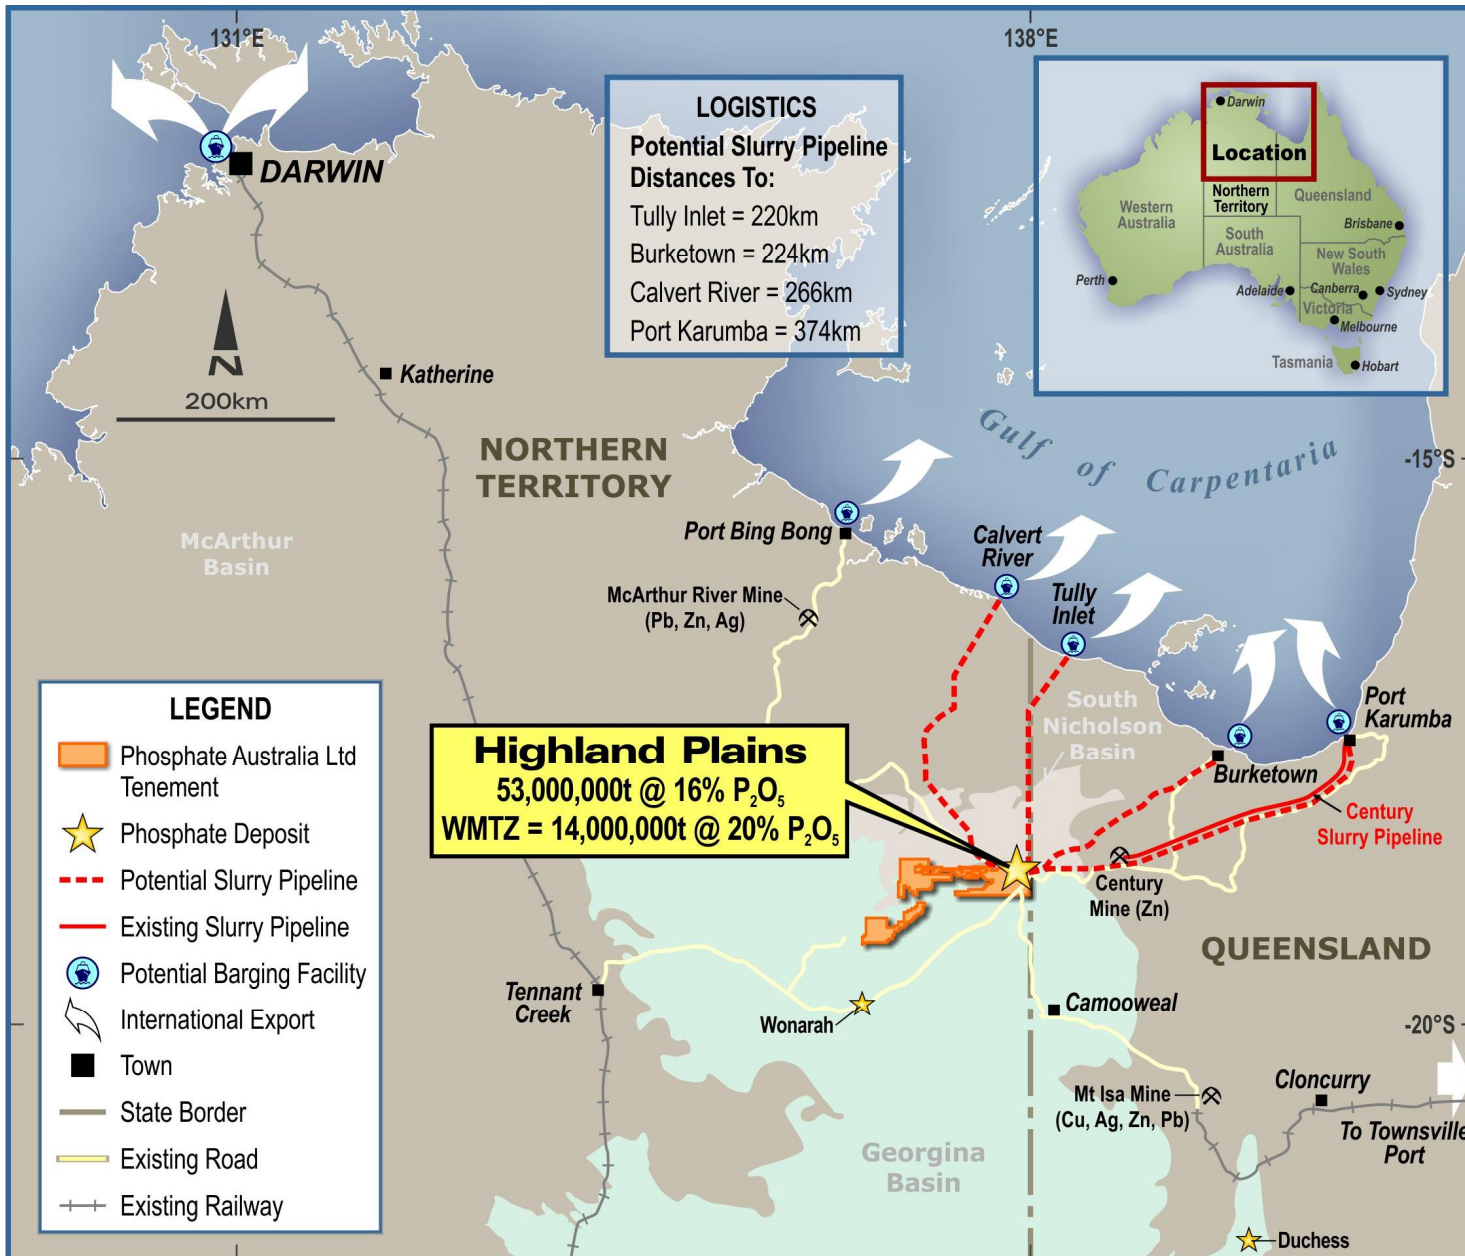 131°E
138°E
DARWIN
LOGISTICS
Potential Slurry Pipeline
Distances To:
Tully Inlet = 220km
Burketown = 224km
Calvert River = 266km
Port Karumba = 374km
Darwin
Location
Northern
Territory
Western
Australia
Queensland
South
Australia
Brisbane
New South
Wales
Perth
Adelaide
Canberra
Sydney
Victoria
Melbourne
Tasmania
Hobart
N
200km
Katherine
NORTHERN
TERRITORY
Gulf of Carpentaria
-15°S
McArthur
Basin
Port Bing Bong
Calvert
River
McArthur River Mine
(Pb, Zn, Ag)
Tully
Inlet
South
Nicholson
Basin
Port
Karumba
Burketown
Century
Slurry Pipeline
Highland Plains
53,000,000t @ 16% P₂O₅
WMTZ = 14,000,000t @ 20% P₂O₅
Century
Mine (Zn)
QUEENSLAND
Tennant
Creek
Wonarah
Camooweal
-20°S
Mt Isa Mine
(Cu, Ag, Zn, Pb)
Cloncurry
To Townsville
Port
Georgina
Basin
Duchess
LEGEND
Phosphate Australia Ltd
Tenement
Phosphate Deposit
Potential Slurry Pipeline
Existing Slurry Pipeline
Potential Barging Facility
International Export
Town
State Border
Existing Road
Existing Railway